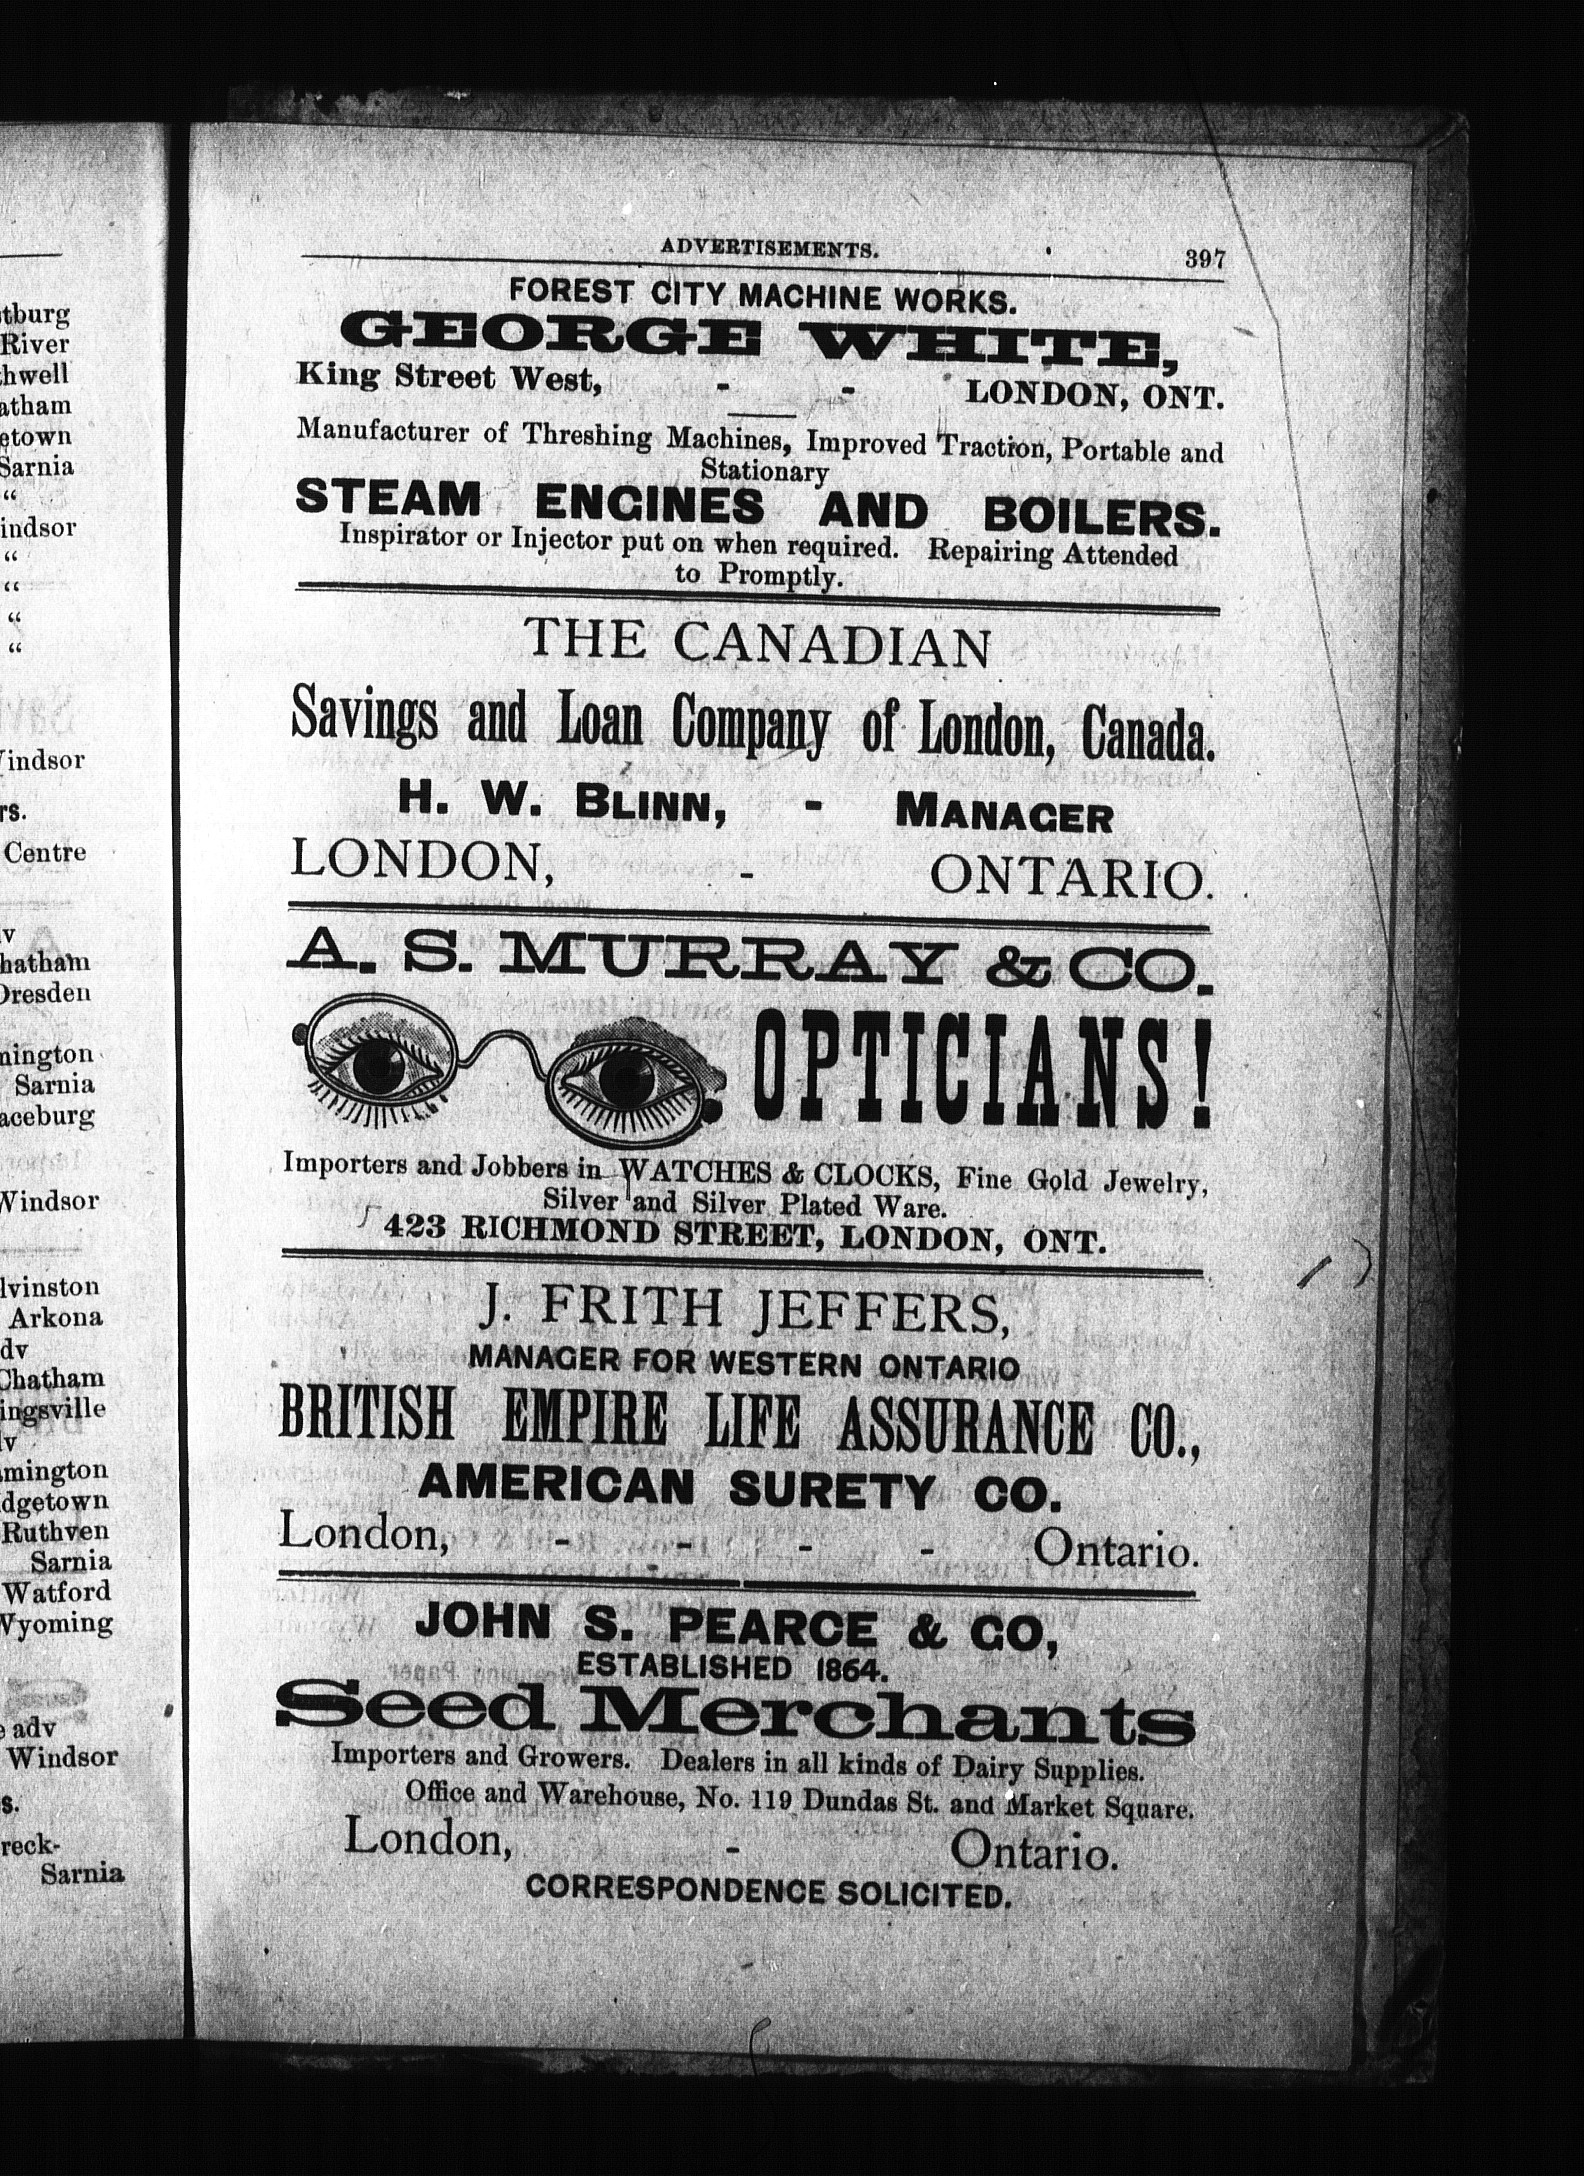 tburg
River
hwell
atham
etown
Sarnia
“
indsor
“
“
“
“
indsor
rs.
Centre
v
hatham
Dresden
nington
Sarnia
aceburg
Windsor
lvinston
Arkona
dv
Chatham
ingsville
lv
mington
dgetown
Ruthven
Sarnia
Watford
Wyoming
e adv
Windsor
s.
reck-
Sarnia
ADVERTISEMENTS. 397
FOREST CITY MACHINE WORKS.
GEORGE WHITE,
King Street West, - - LONDON, ONT.
Manufacturer of Threshing Machines, Improved Traction, Portable and
Stationary
STEAM ENGINES AND BOILERS.
Inspirator or Injector put on when required. Repairing Attended
to Promptly.
THE CANADIAN
Savings and Loan Company of London, Canada.
H. W. BLINN, - MANAGER
LONDON, - ONTARIO.
A. S. MURRAY & CO.
OPTICIANS!
Importers and Jobbers in WATCHES & CLOCKS, Fine Gold Jewelry,
Silver and Silver Plated Ware.
423 RICHMOND STREET, LONDON, ONT.
J. FRITH JEFFERS,
MANAGER FOR WESTERN ONTARIO
BRITISH EMPIRE LIFE ASSURANCE CO.,
AMERICAN SURETY CO.
London, - - - - Ontario.
JOHN S. PEARCE & CO,
ESTABLISHED 1864.
Seed Merchants
Importers and Growers. Dealers in all kinds of Dairy Supplies.
Office and Warehouse, No. 119 Dundas St. and Market Square.
London, - Ontario.
CORRESPONDENCE SOLICITED.